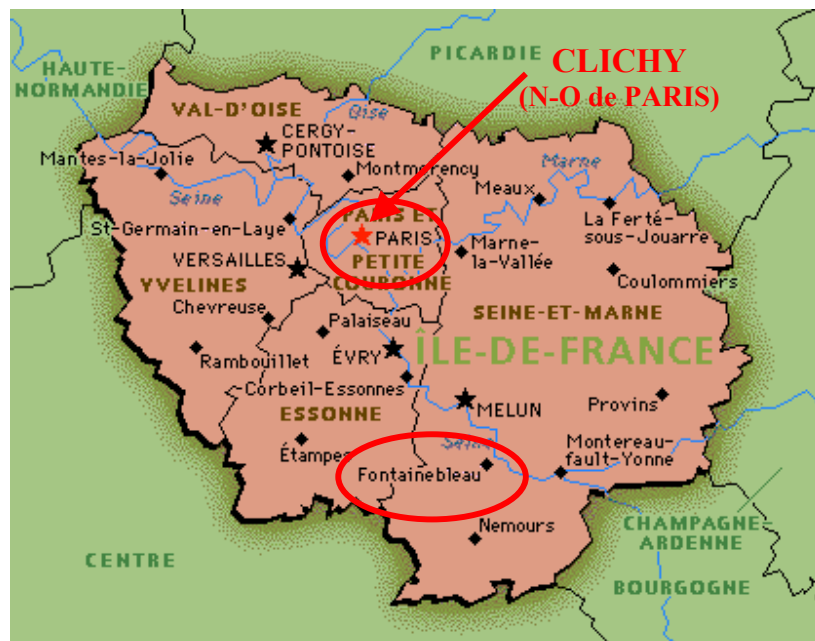 PICARDIE
CLICHY
(N-O de PARIS)
HAUTE-
NORMANDIE
VAL-D'OISE
Oise
CERGY-
PONTOISE
Mantes-la-Jolie
Montmorency
Marne
Meaux
Seine
La Ferté-
sous-Jouarre
St-Germain-en-Laye
PARIS ET
PETITE
COURONNE
PARIS
Marne-
la-Vallée
VERSAILLES
Coulommiers
YVELINES
Chevreuse
SEINE-ET-MARNE
Palaiseau
ÎLE-DE-FRANCE
Rambouillet
ÉVRY
Corbeil-Essonnes
MELUN
Provins
ESSONNE
Étampes
Seine
Montereau-
fault-Yonne
Fontainebleau
Nemours
CHAMPAGNE-
ARDENNE
CENTRE
BOURGOGNE